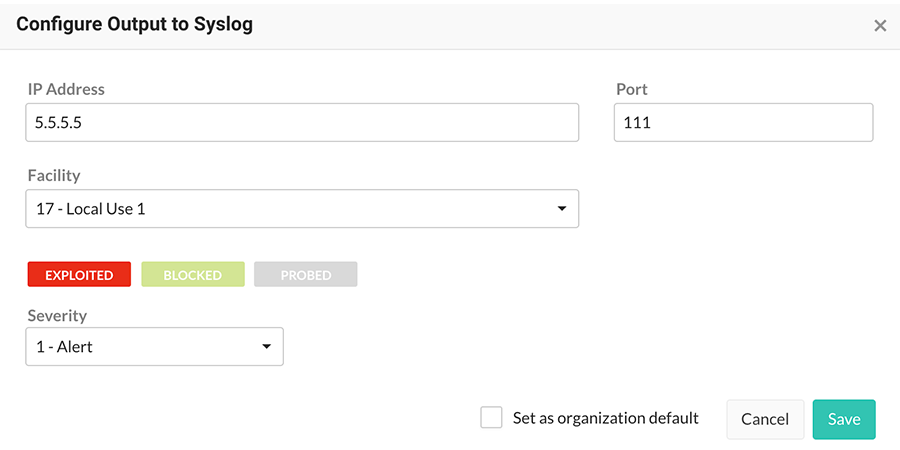 Configure Output to Syslog
IP Address
Port
5.5.5.5
111
Facility
17 - Local Use 1
EXPLOITED
BLOCKED
PROBED
Severity
1 - Alert
Set as organization default
Cancel
Save